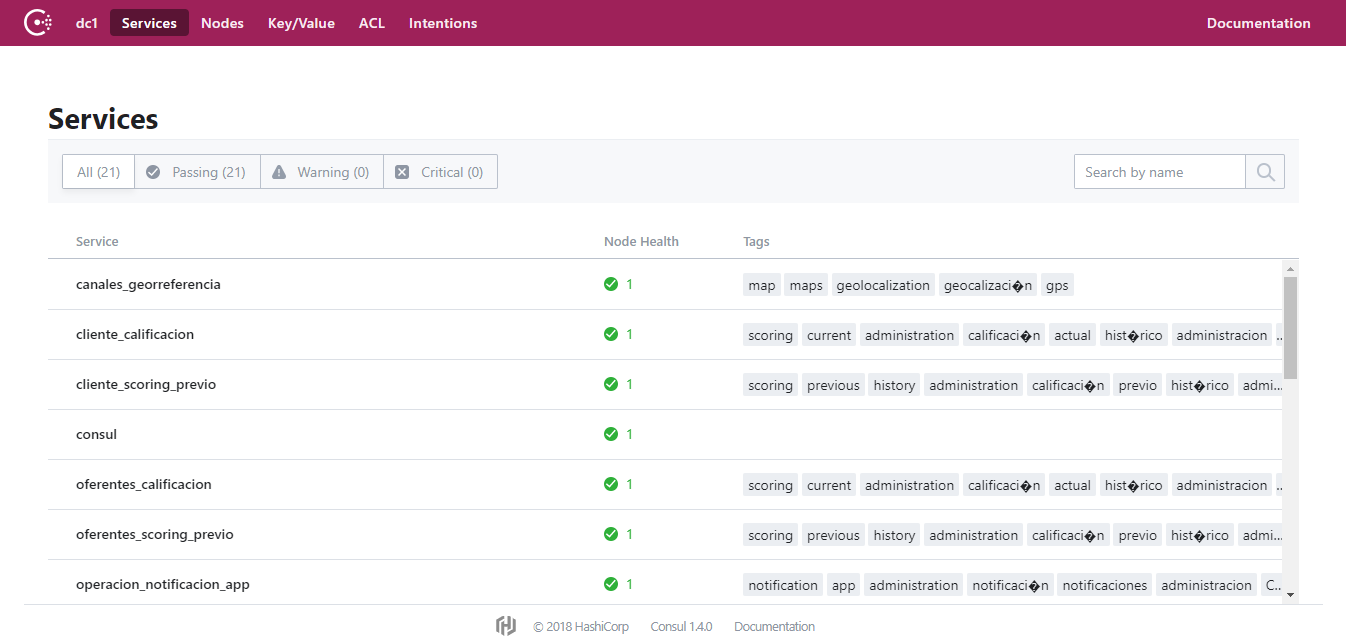 dc1 Services Nodes Key/Value ACL Intentions Documentation
Services
All (21) Passing (21) Warning (0) Critical (0) Search by name
Service Node Health Tags
canales_georreferencia 1 map maps geolocalization geocalizaci�n gps
cliente_calificacion 1 scoring current administration calificaci�n actual hist�rico administracion ..
cliente_scoring_previo 1 scoring previous history administration calificaci�n previo hist�rico admi...
consul 1
oferentes_calificacion 1 scoring current administration calificaci�n actual hist�rico administracion ..
oferentes_scoring_previo 1 scoring previous history administration calificaci�n previo hist�rico admi...
operacion_notificacion_app 1 notification app administration notificaci�n notificaciones administracion C..
© 2018 HashiCorp Consul 1.4.0 Documentation